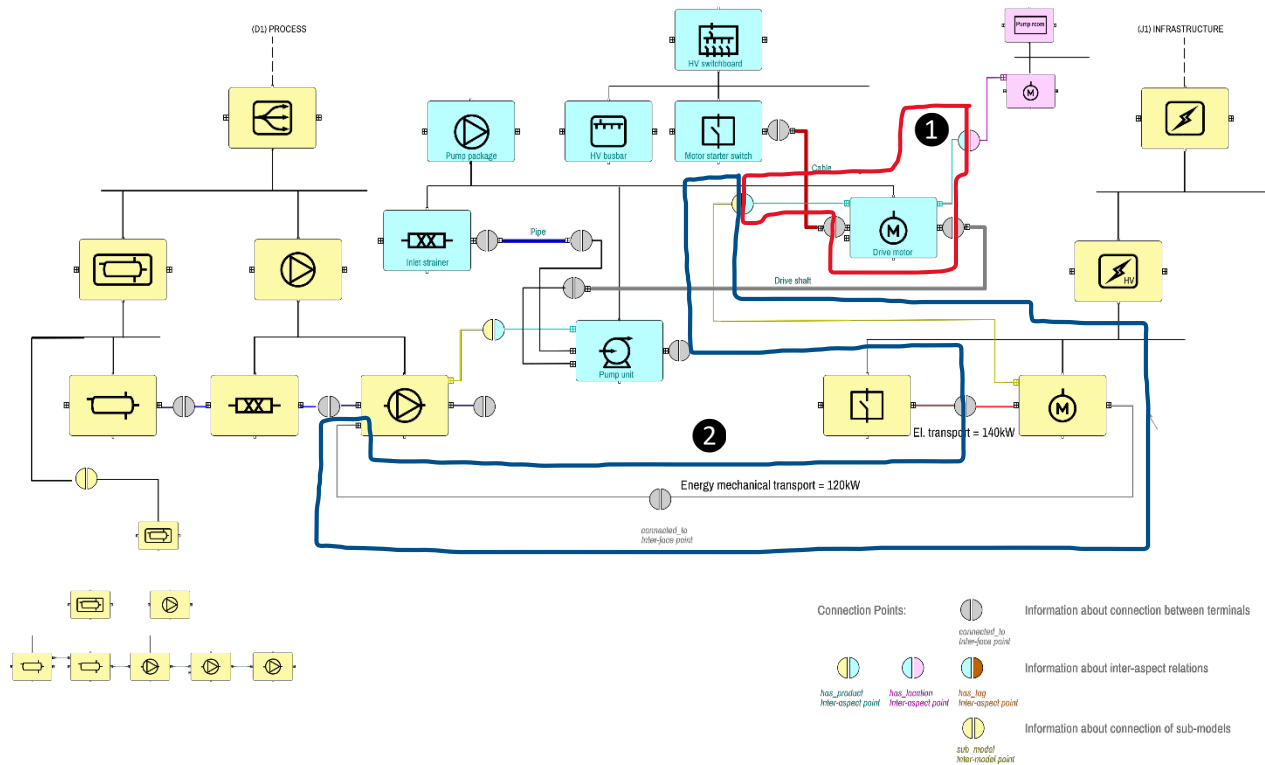 (D1) PROCESS
(J1) INFRASTRUCTURE
Pump room
HV switchboard
M
1
Pump package
HV busbar
Motor starter switch
Cable
Inlet strainer
Pipe
M
Drive motor
HV
Drive shaft
Pump unit
M
2
El. transport = 140kW
Energy mechanical transport = 120kW
connected_to
Inter-face point
Connection Points:
Information about connection between terminals
connected_to
Inter-face point
Information about inter-aspect relations
has_product
Inter-aspect point
has_location
Inter-aspect point
has_tag
Inter-aspect point
Information about connection of sub-models
sub_model
Inter-model point